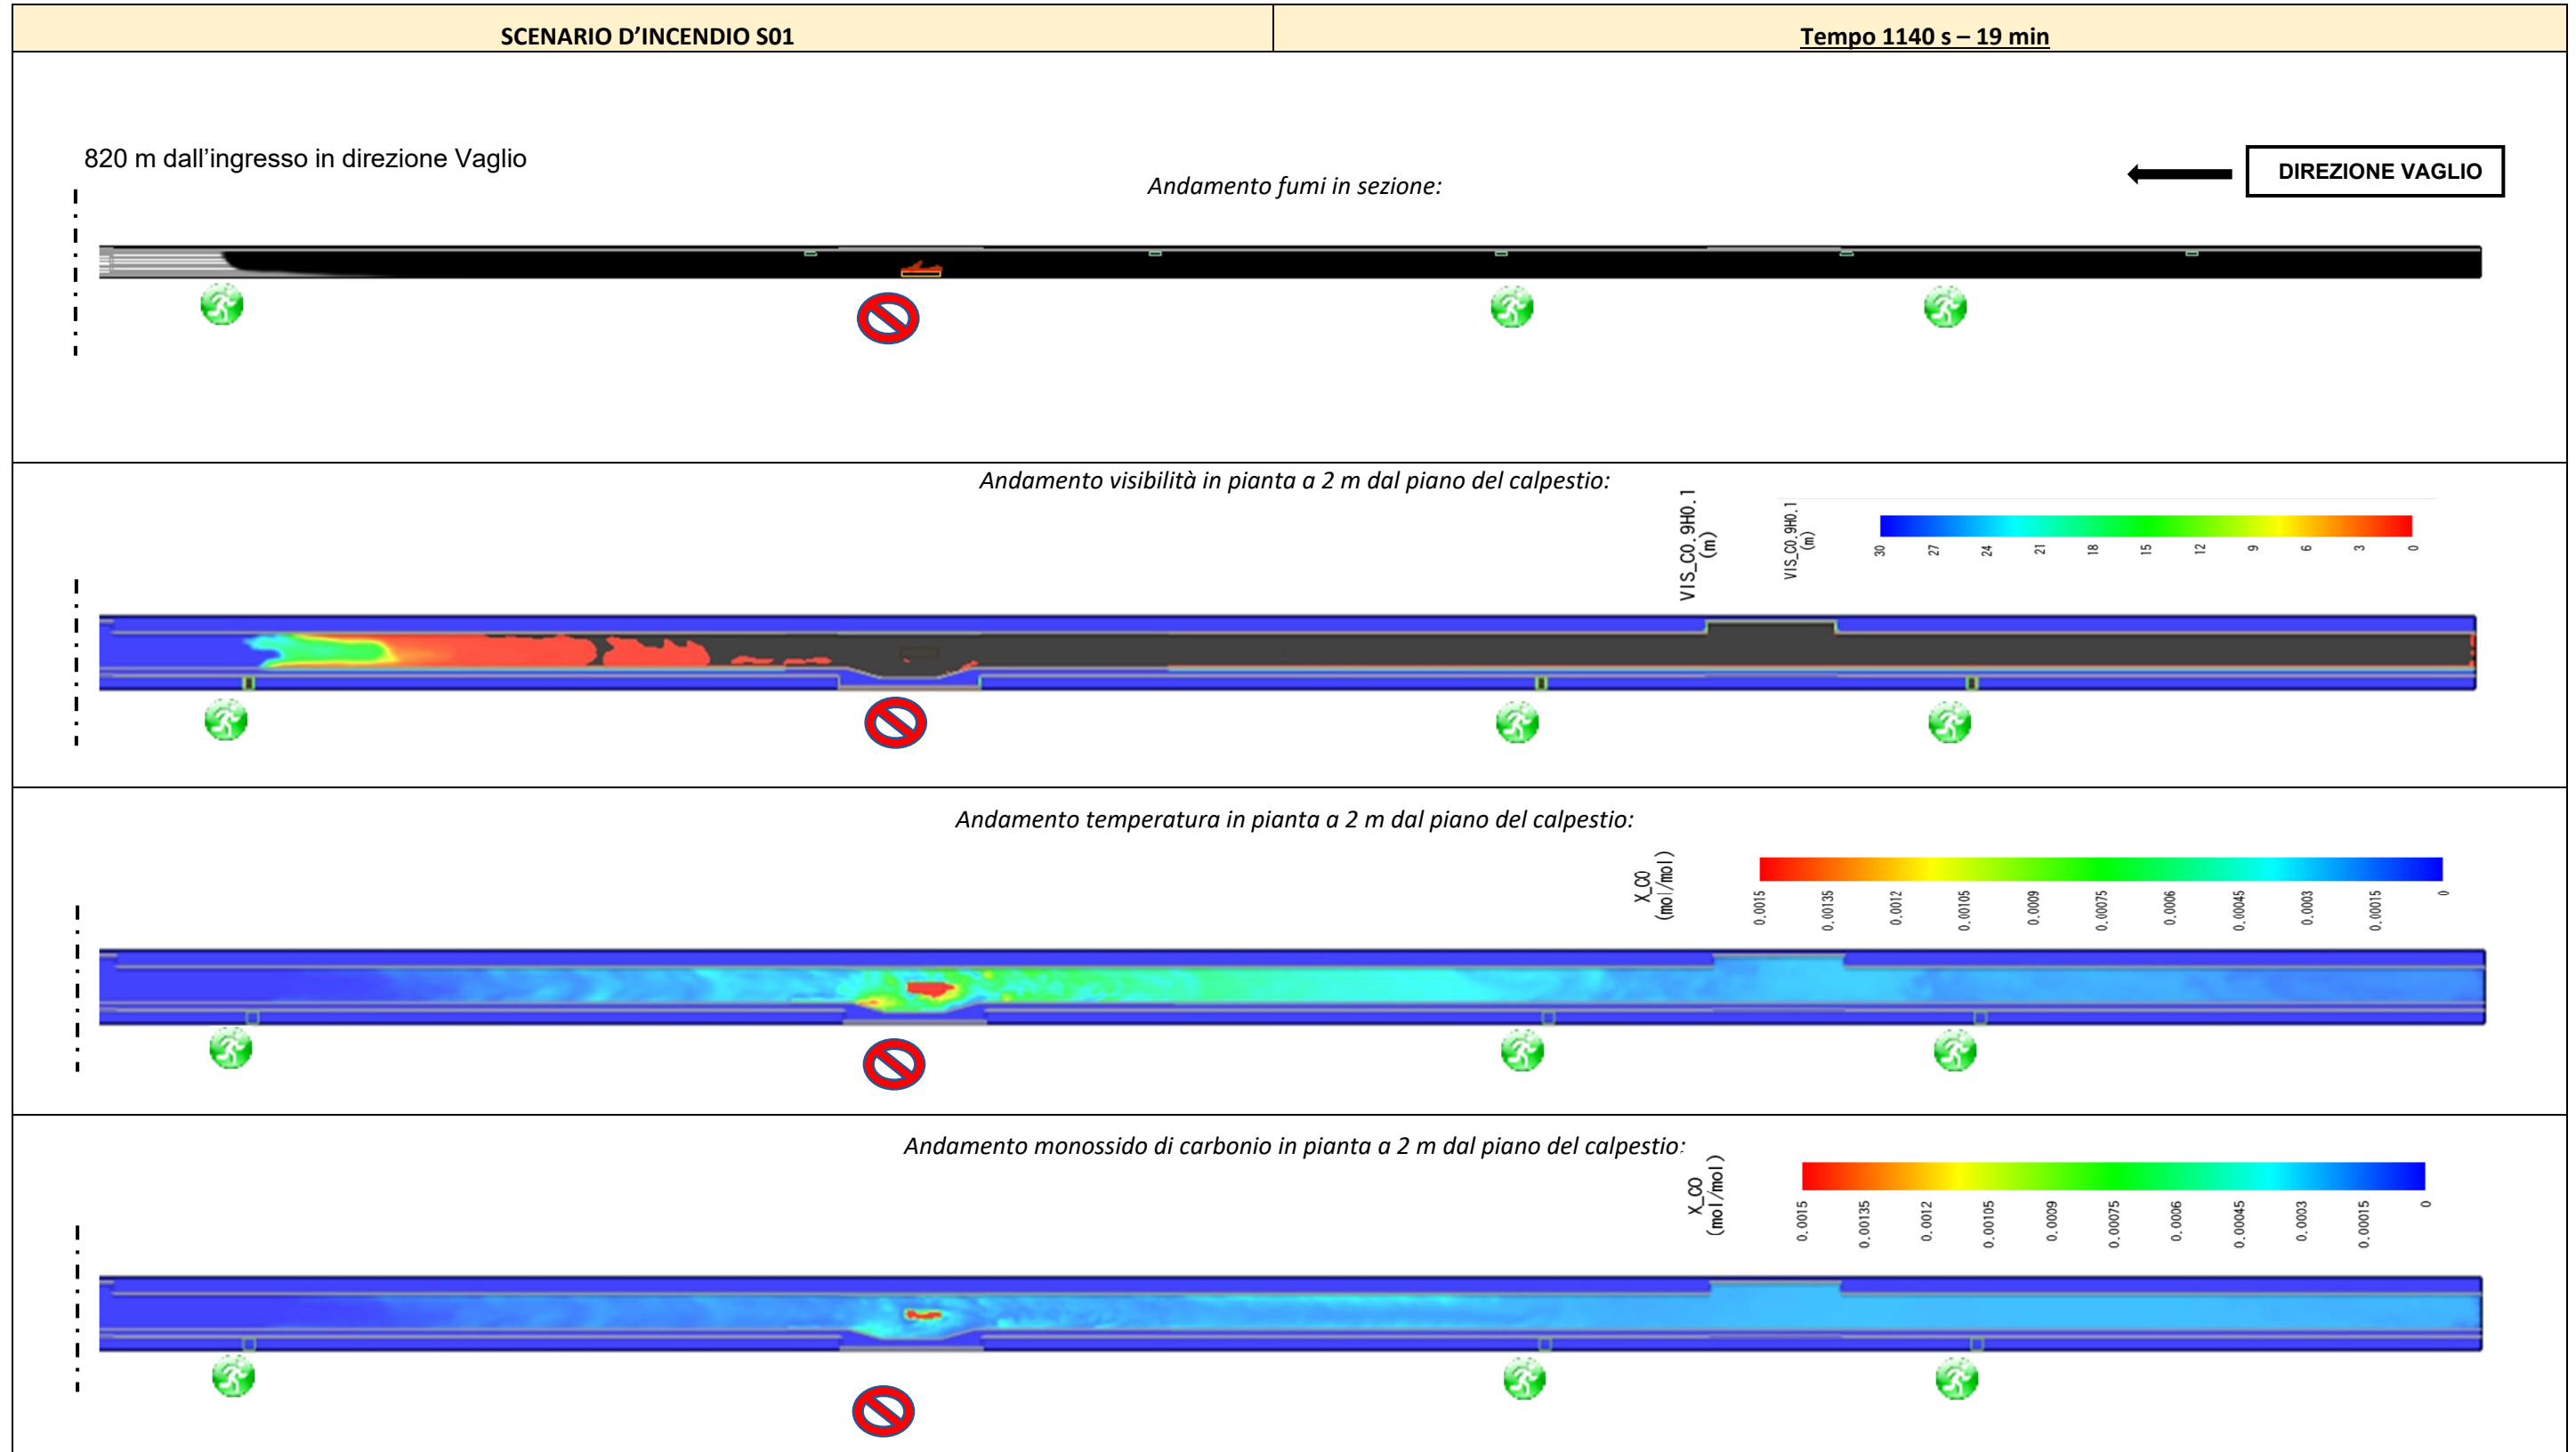 SCENARIO D’INCENDIO S01
Tempo 1140 s – 19 min
820 m dall’ingresso in direzione Vaglio
Andamento fumi in sezione:
DIREZIONE VAGLIO
Andamento visibilità in pianta a 2 m dal piano del calpestio:
VIS_C0.9H0.1
(m)
VIS_C0.9H0.1
(m)
30
27
24
21
18
15
12
9
6
3
0
Andamento temperatura in pianta a 2 m dal piano del calpestio:
X_CO
(mol/mol)
0.0015
0.00135
0.0012
0.00105
0.0009
0.00075
0.0006
0.00045
0.0003
0.00015
0
Andamento monossido di carbonio in pianta a 2 m dal piano del calpestio:
X_CO
(mol/mol)
0.0015
0.00135
0.0012
0.00105
0.0009
0.00075
0.0006
0.00045
0.0003
0.00015
0